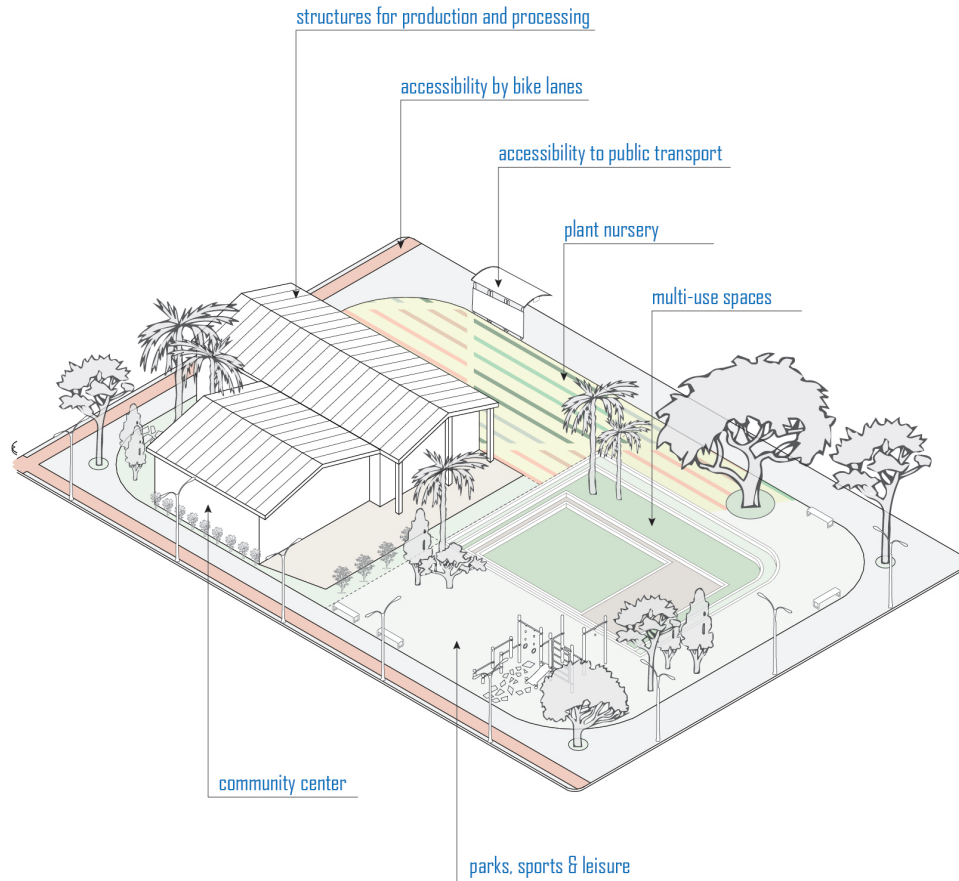 structures for production and processing
accessibility by bike lanes
accessibility to public transport
plant nursery
multi-use spaces
community center
parks, sports & leisure